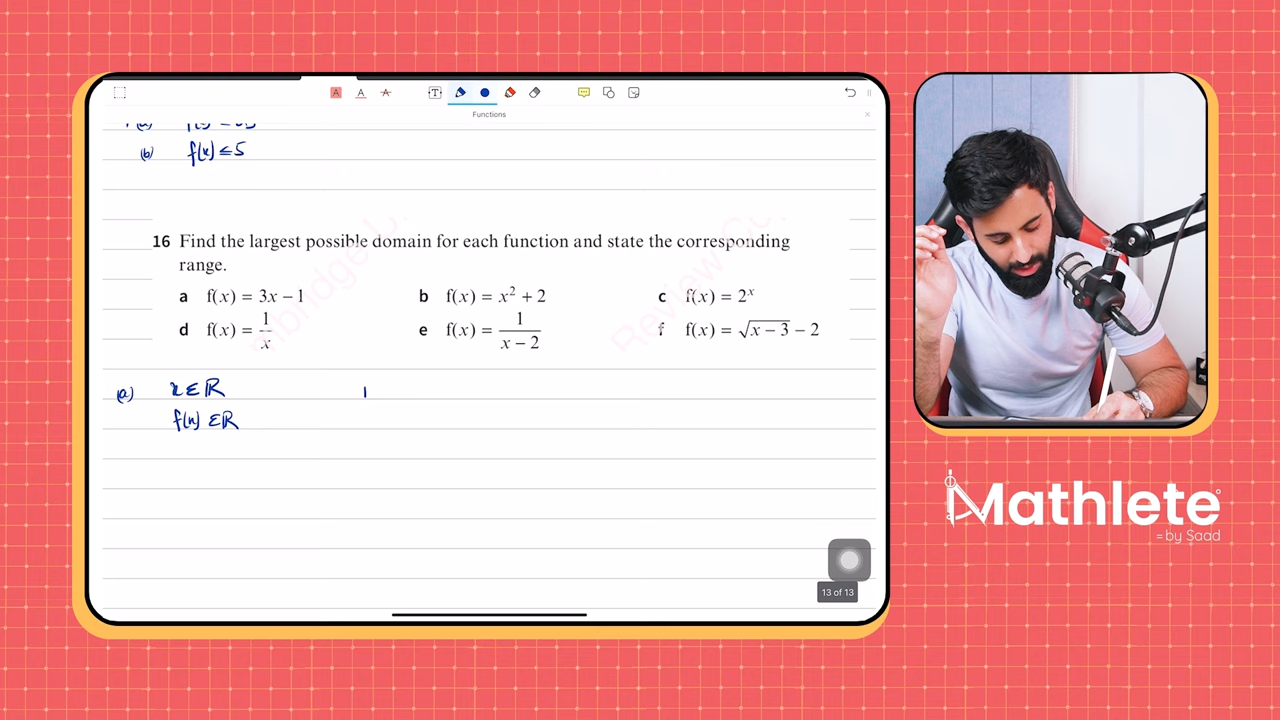 Functions
(b) f(x) ≤ 5
16 Find the largest possible domain for each function and state the corresponding
range.
a f(x) = 3x − 1 b f(x) = x² + 2 c f(x) = 2ˣ
d f(x) = 1/x e f(x) = 1/(x − 2) f f(x) = √(x − 3) − 2
(a) x ∈ ℝ
f(x) ∈ ℝ
13 of 13
Mathlete
= by Saad